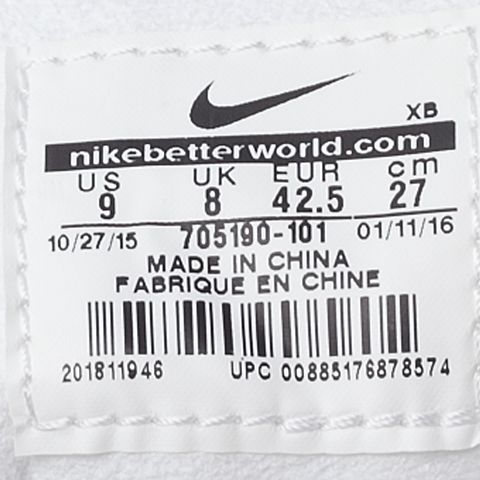 XB
nikebetterworld.com
US UK EUR cm
9 8 42.5 27
10/27/15 705190-101 01/11/16
MADE IN CHINA
FABRIQUE EN CHINE
201811946 UPC 00885176878574